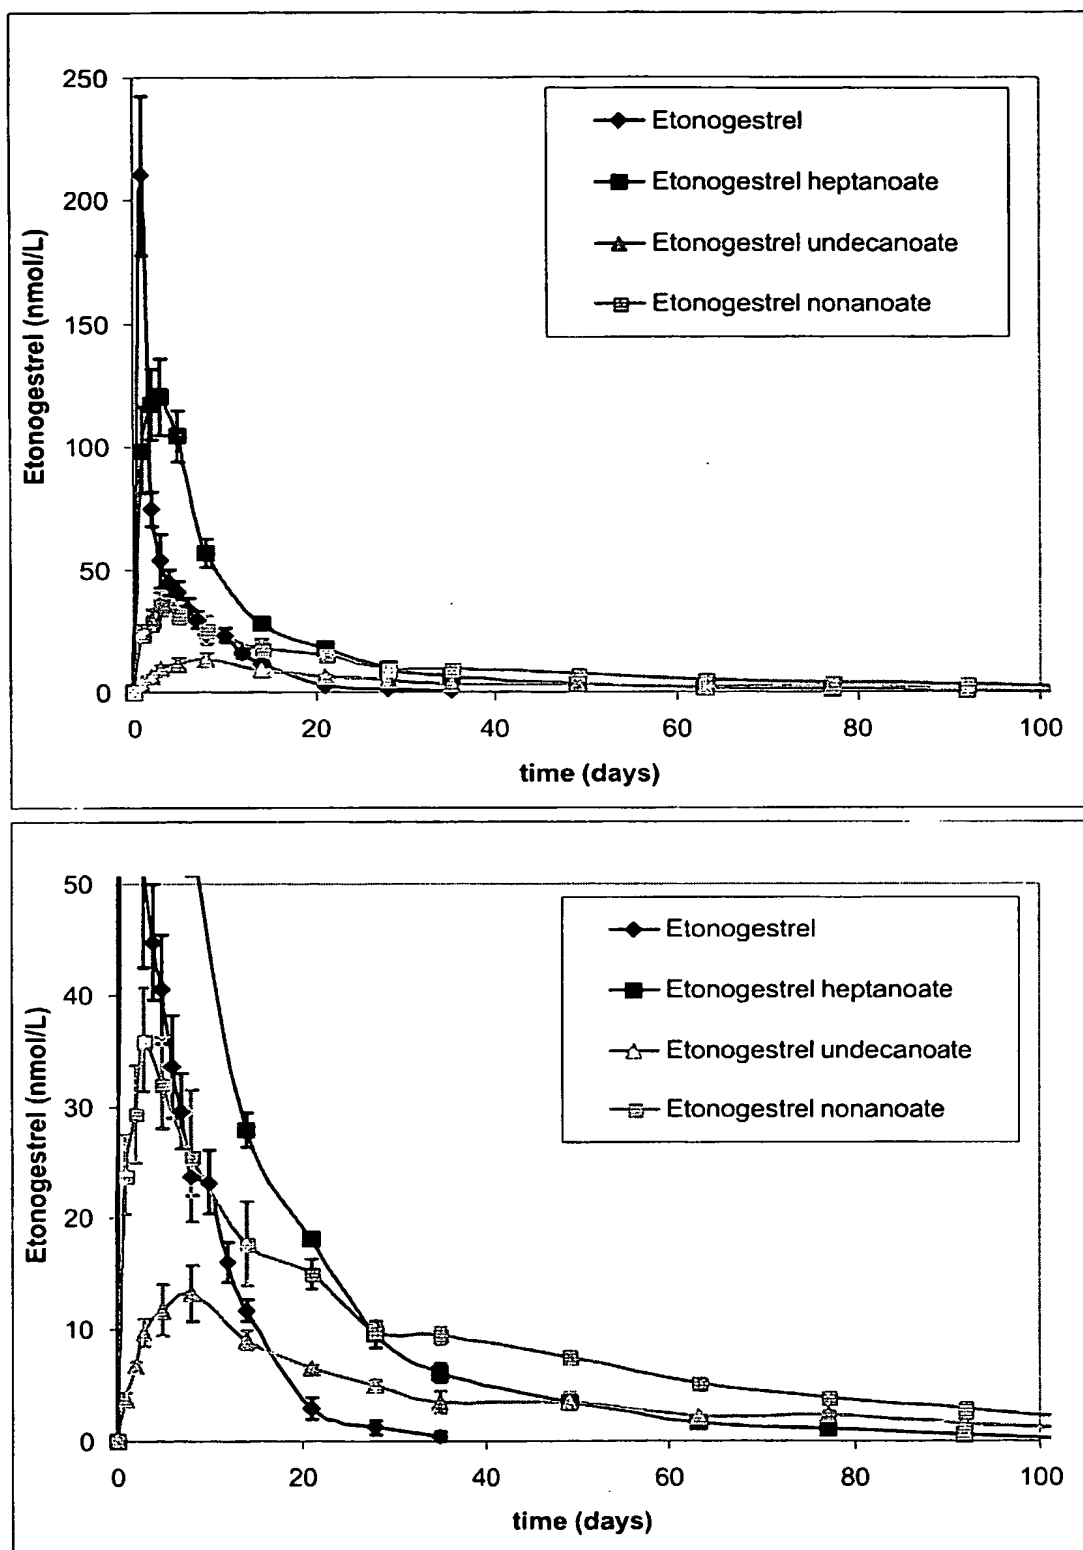 250
200
150
100
50
0
Etonogestrel (nmol/L)
Etonogestrel
Etonogestrel heptanoate
Etonogestrel undecanoate
Etonogestrel nonanoate
0 20 40 60 80 100
time (days)
50
40
30
20
10
0
Etonogestrel (nmol/L)
Etonogestrel
Etonogestrel heptanoate
Etonogestrel undecanoate
Etonogestrel nonanoate
0 20 40 60 80 100
time (days)